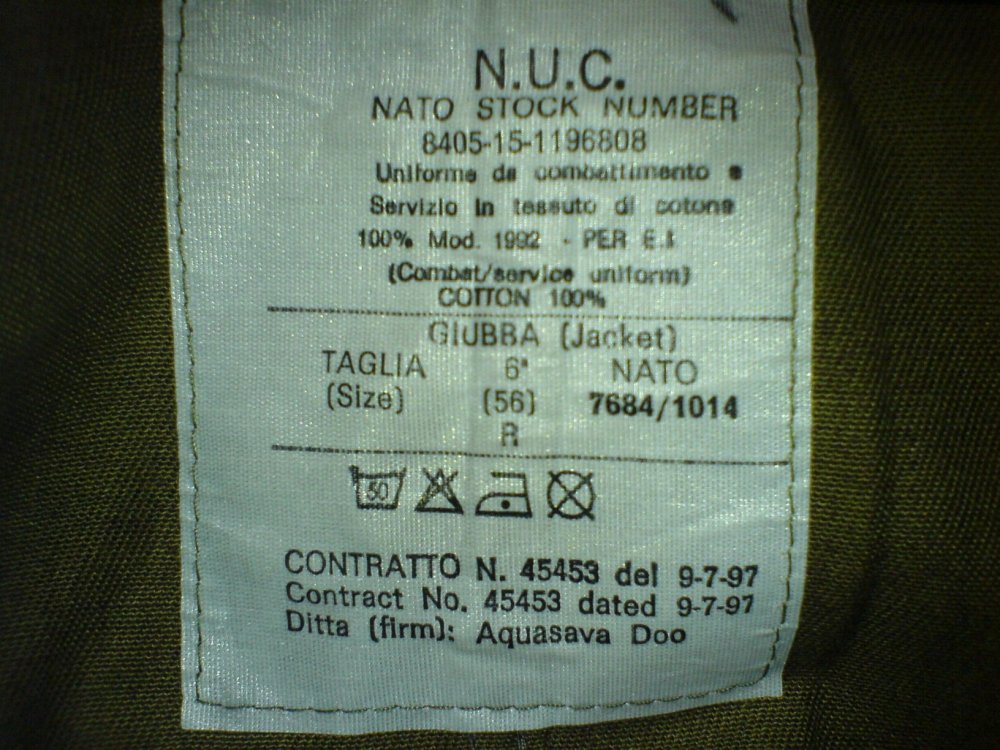 N.U.C.
NATO STOCK NUMBER
8405-15-1196808
Uniforme da combattimento e
Servizio in tessuto di cotone
100% Mod. 1992 - PER E.I
(Combat/service uniform)
COTTON 100%
GIUBBA (Jacket)
TAGLIA 6ª NATO
(Size) (56) 7684/1014
R
50
CONTRATTO N. 45453 del 9-7-97
Contract No. 45453 dated 9-7-97
Ditta (firm): Aquasava Doo